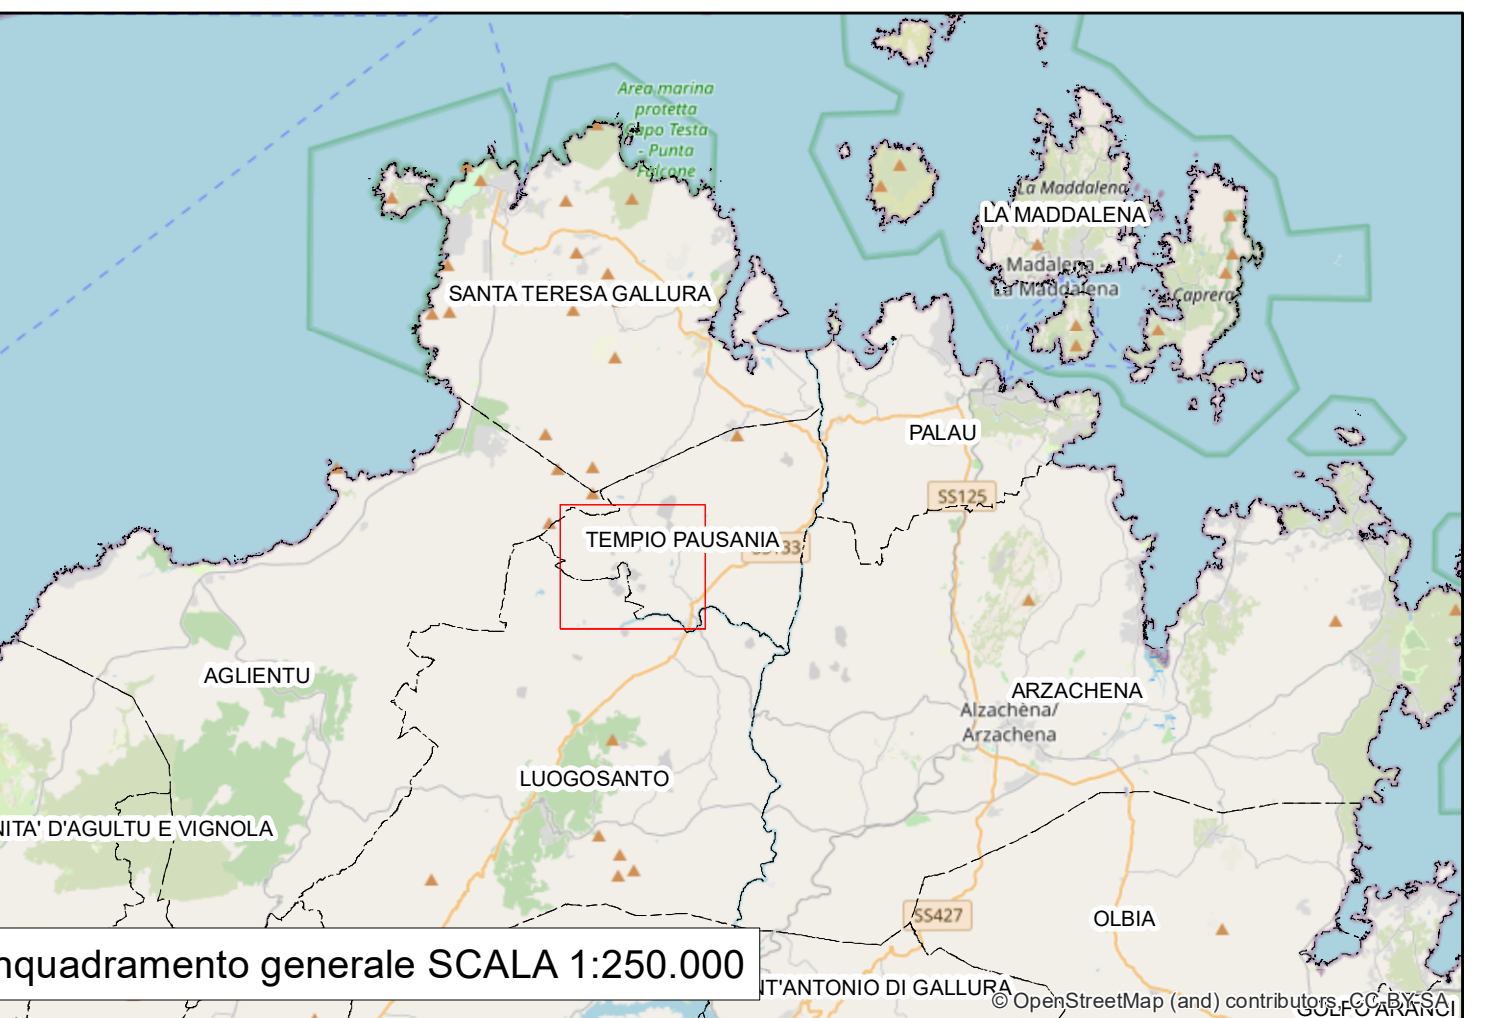 Area marina
protetta
Capo Testa
- Punta
Falcone
La Maddalena
LA MADDALENA
Madalena -
La Maddalena
Caprera
SANTA TERESA GALLURA
PALAU
SS125
TEMPIO PAUSANIA
SS133
AGLIENTU
ARZACHENA
Alzachèna/
Arzachena
LUOGOSANTO
NITA' D'AGULTU E VIGNOLA
SS427
OLBIA
nquadramento generale SCALA 1:250.000
NT'ANTONIO DI GALLURA
© OpenStreetMap (and) contributors, CC-BY-SA
GOLFO ARANCI